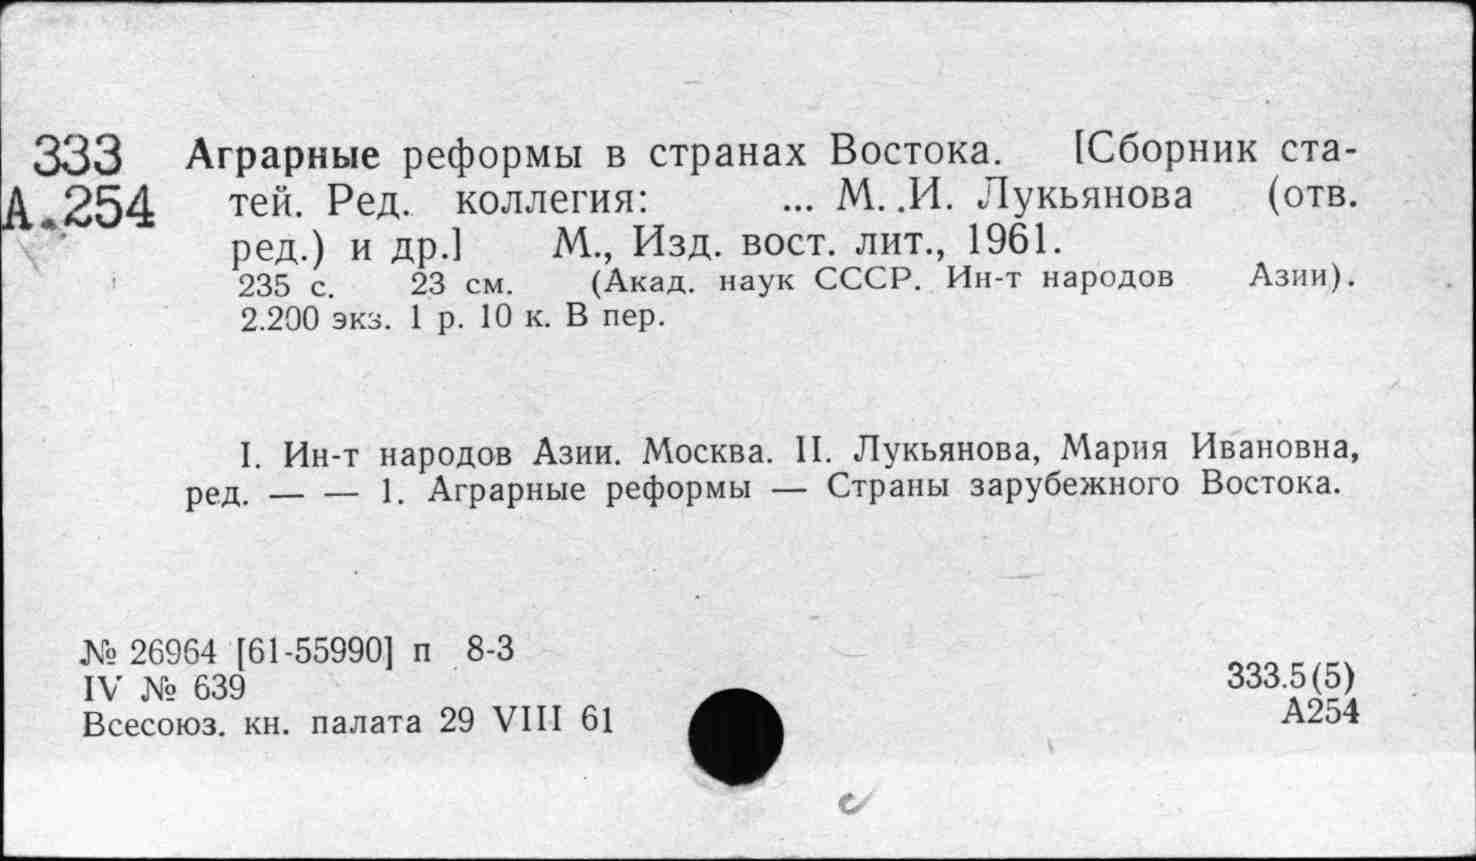 333 Аграрные реформы в странах Востока. [Сборник ста-
А.254 тей. Ред. коллегия: ... М. .И. Лукьянова (отв.
ред.) и др.] М., Изд. вост. лит., 1961.
235 с. 23 см. (Акад. наук СССР. Ин-т народов Азии).
2.200 экз. 1 р. 10 к. В пер.
I. Ин-т народов Азии. Москва. II. Лукьянова, Мария Ивановна,
ред. — — 1. Аграрные реформы — Страны зарубежного Востока.
№ 26964 [61-55990] п 8-3
IV № 639
Всесоюз. кн. палата 29 VIII 61
333.5(5)
А254